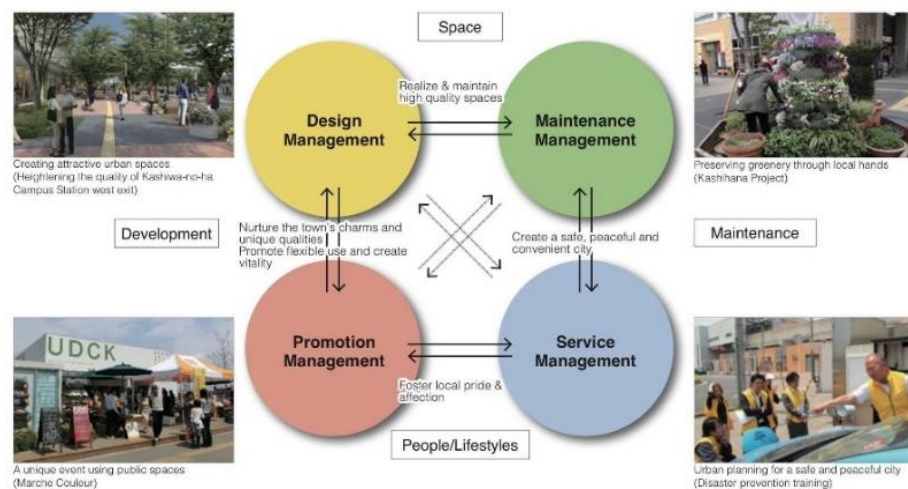 Space
Design
Management
Realize & maintain
high quality spaces
Maintenance
Management
Creating attractive urban spaces
(Heightening the quality of Kashiwa-no-ha
Campus Station west exit)
Preserving greenery through local hands
(Kashihana Project)
Development
Nurture the town's charms and
unique qualities
Promote flexible use and create
vitality
Create a safe, peaceful and
convenient city
Maintenance
UDCK
Promotion
Management
Service
Management
Foster local pride &
affection
People/Lifestyles
A unique event using public spaces
(Marche Couleur)
Urban planning for a safe and peaceful city
(Disaster prevention training)